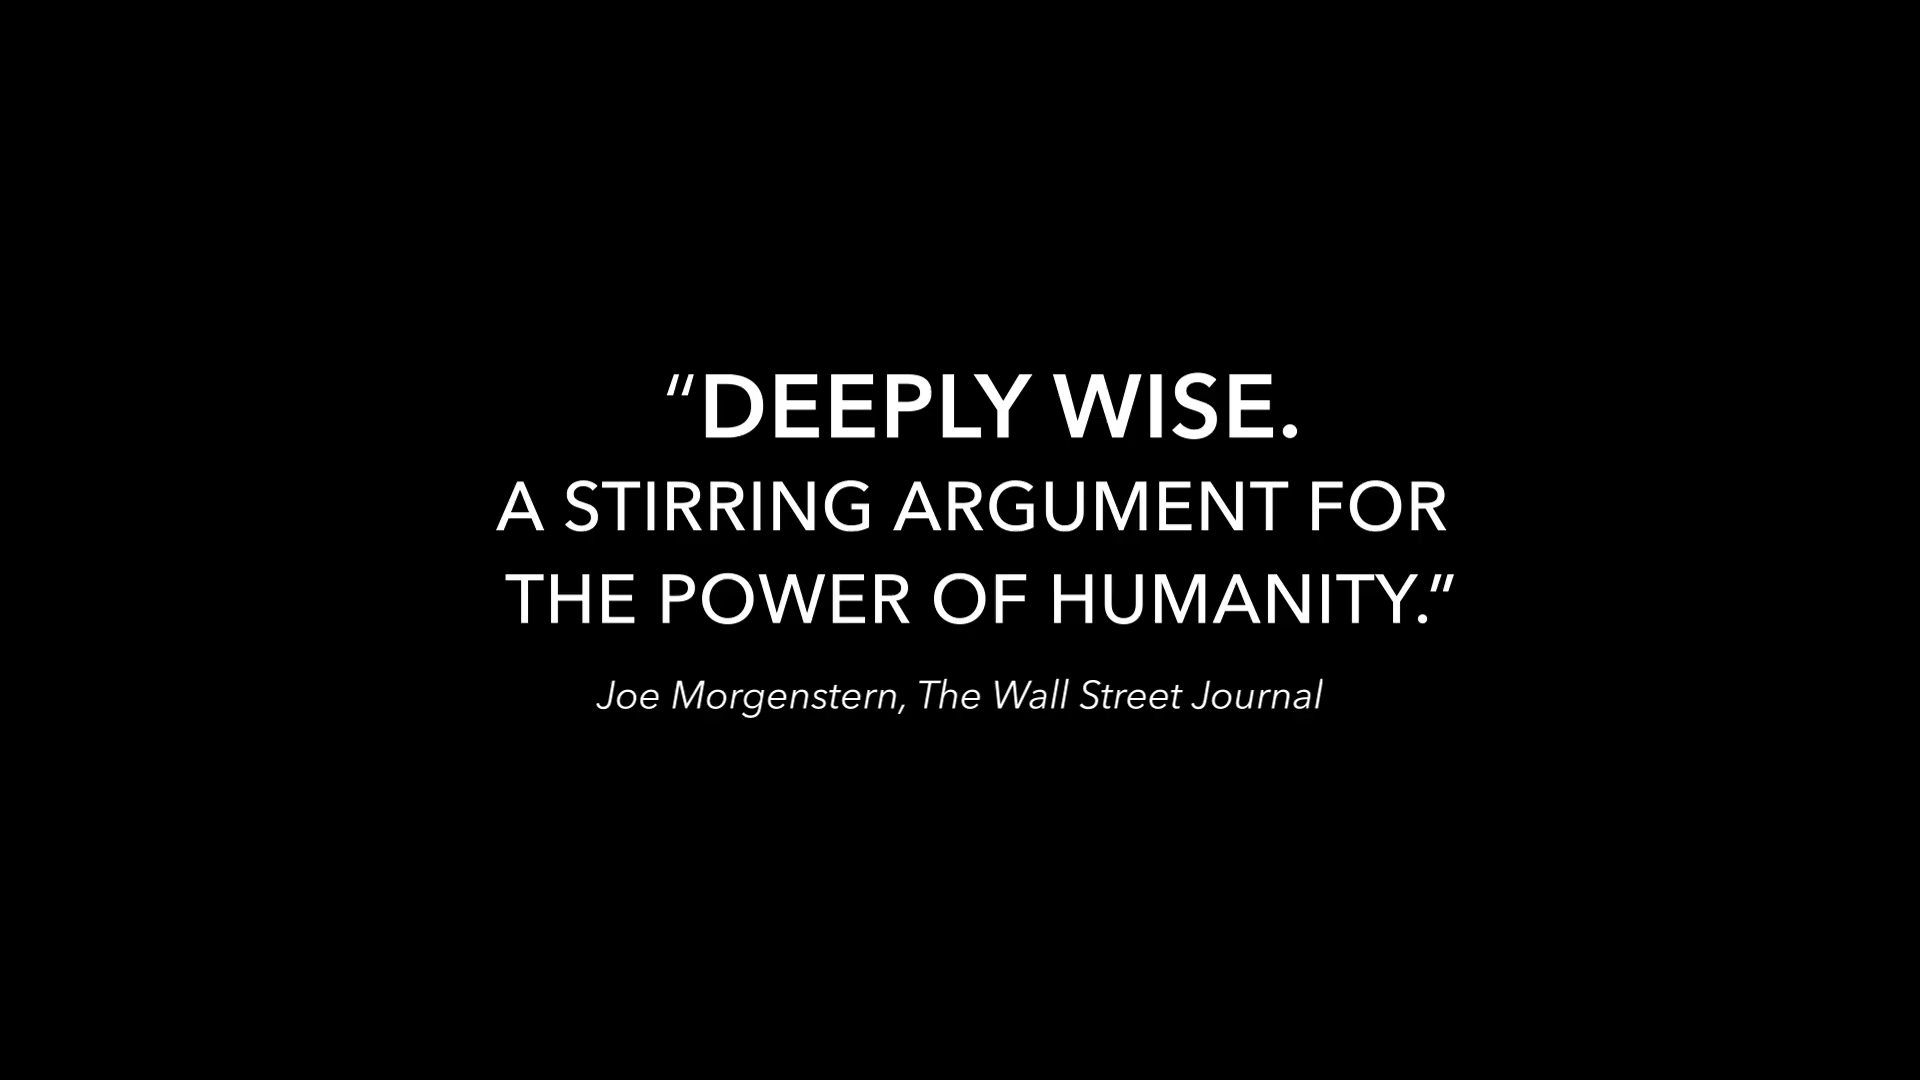 “DEEPLY WISE.
A STIRRING ARGUMENT FOR
THE POWER OF HUMANITY.”
Joe Morgenstern, The Wall Street Journal